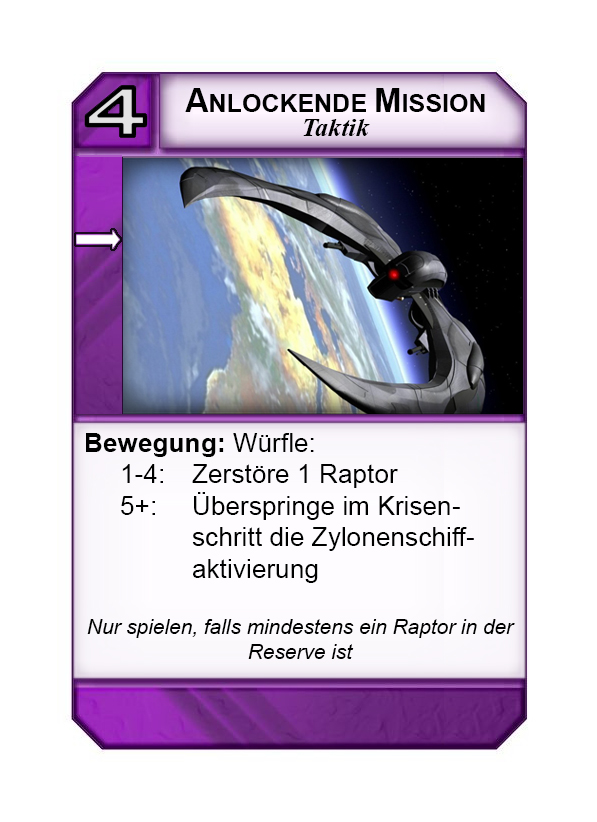 4
Anlockende Mission
Taktik
Bewegung: Würfle:
1-4: Zerstöre 1 Raptor
5+: Überspringe im Krisen-
schritt die Zylonenschiff-
aktivierung
Nur spielen, falls mindestens ein Raptor in der
Reserve ist